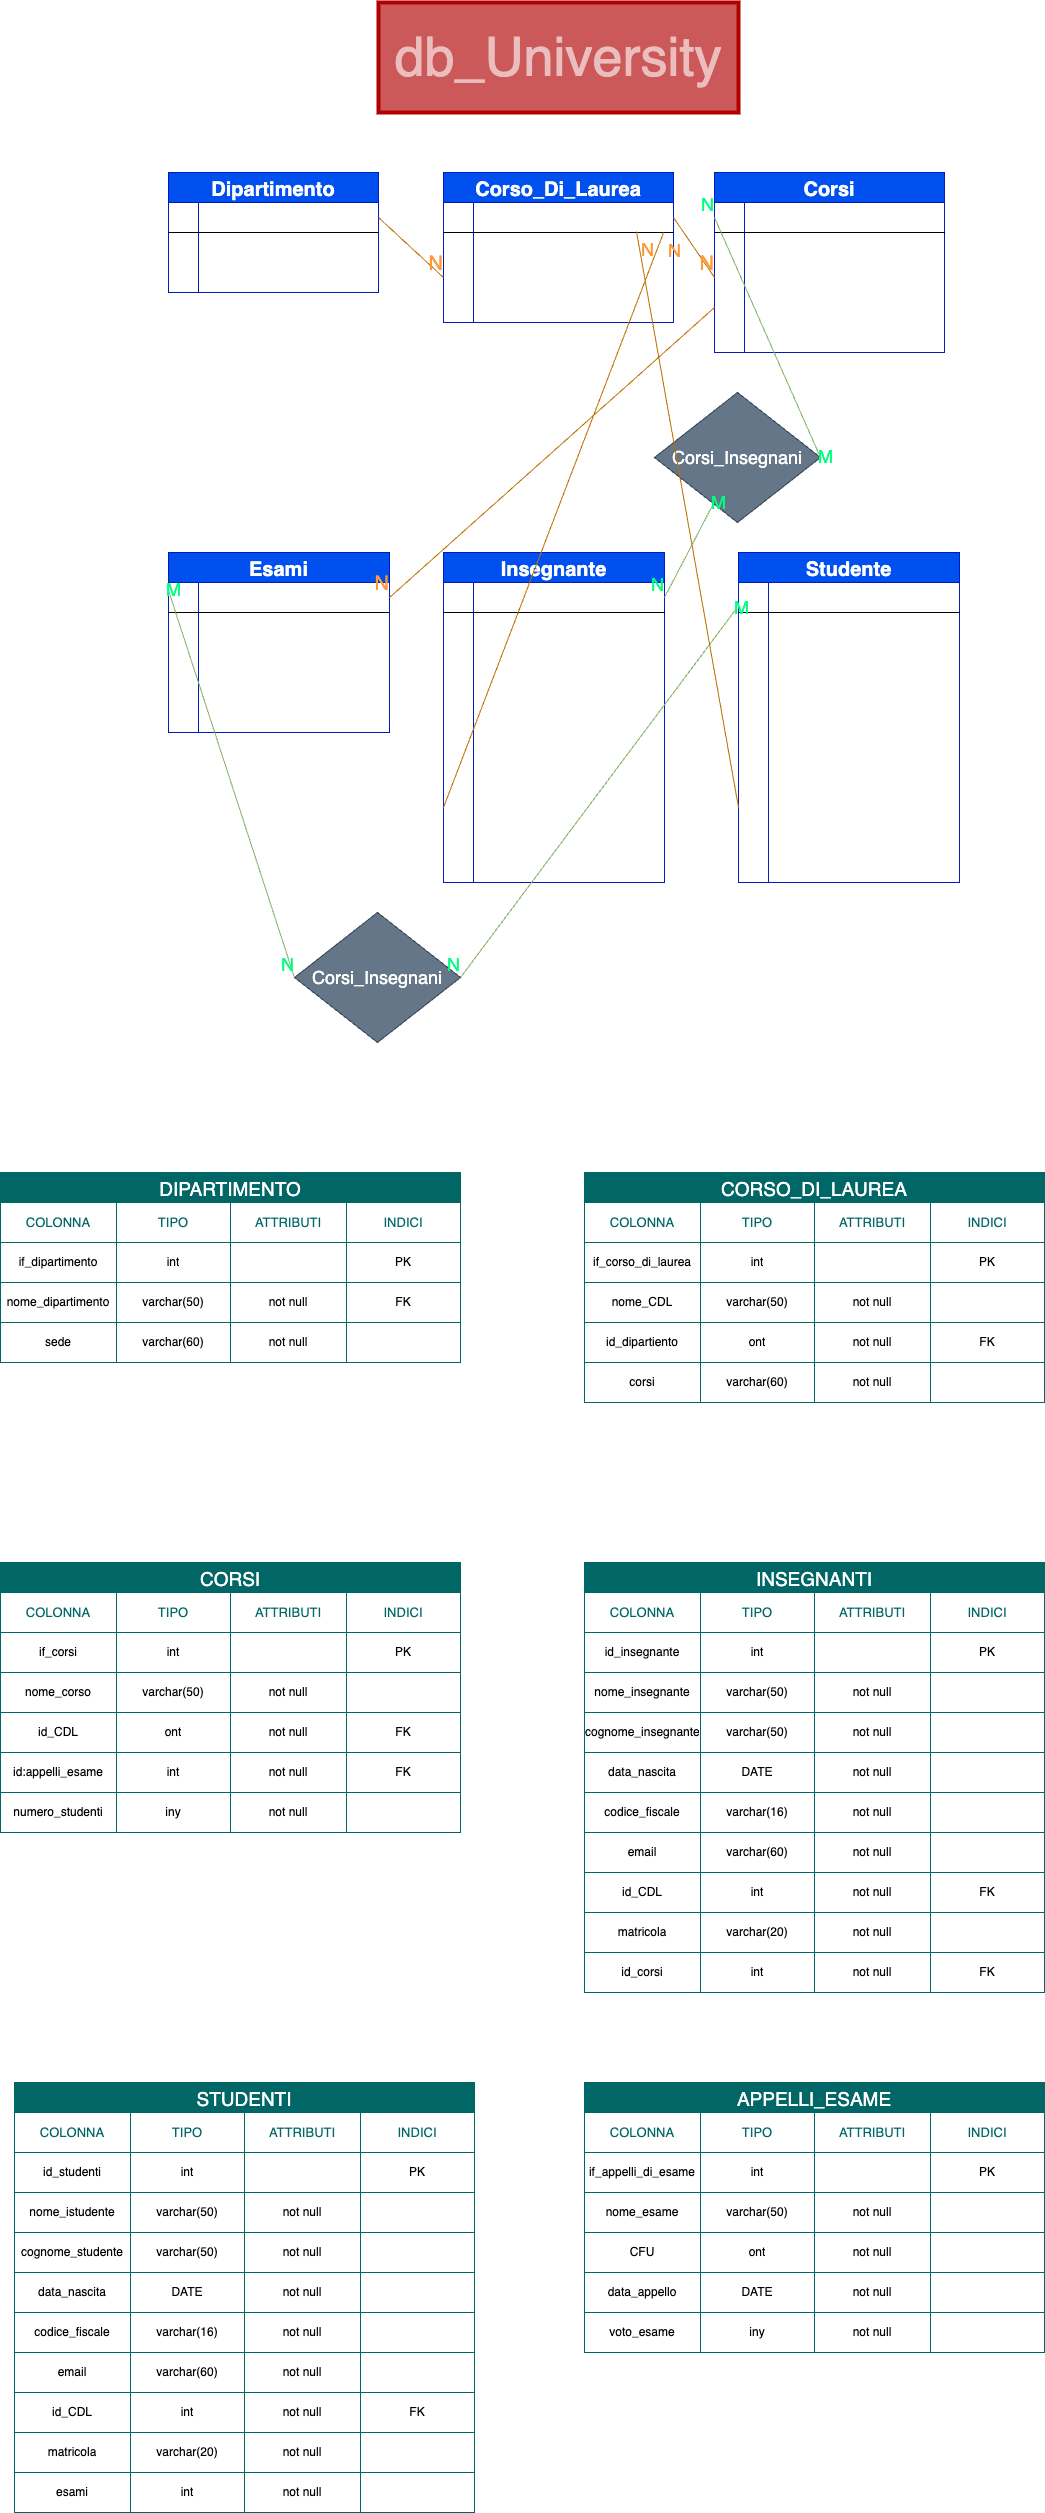 db_University
Dipartimento
Corso_Di_Laurea
Corsi
N
N
N
N
N
Corsi_Insegnani
M
M
Esami
Insegnante
Studente
M
N
N
M
N
N
Corsi_Insegnani
DIPARTIMENTO
COLONNA TIPO ATTRIBUTI INDICI
if_dipartimento int PK
nome_dipartimento varchar(50) not null FK
sede varchar(60) not null
CORSO_DI_LAUREA
COLONNA TIPO ATTRIBUTI INDICI
if_corso_di_laurea int PK
nome_CDL varchar(50) not null
id_dipartiento ont not null FK
corsi varchar(60) not null
CORSI
COLONNA TIPO ATTRIBUTI INDICI
if_corsi int PK
nome_corso varchar(50) not null
id_CDL ont not null FK
id:appelli_esame int not null FK
numero_studenti iny not null
INSEGNANTI
COLONNA TIPO ATTRIBUTI INDICI
id_insegnante int PK
nome_insegnante varchar(50) not null
cognome_insegnante varchar(50) not null
data_nascita DATE not null
codice_fiscale varchar(16) not null
email varchar(60) not null
id_CDL int not null FK
matricola varchar(20) not null
id_corsi int not null FK
STUDENTI
COLONNA TIPO ATTRIBUTI INDICI
id_studenti int PK
nome_istudente varchar(50) not null
cognome_studente varchar(50) not null
data_nascita DATE not null
codice_fiscale varchar(16) not null
email varchar(60) not null
id_CDL int not null FK
matricola varchar(20) not null
esami int not null
APPELLI_ESAME
COLONNA TIPO ATTRIBUTI INDICI
if_appelli_di_esame int PK
nome_esame varchar(50) not null
CFU ont not null
data_appello DATE not null
voto_esame iny not null